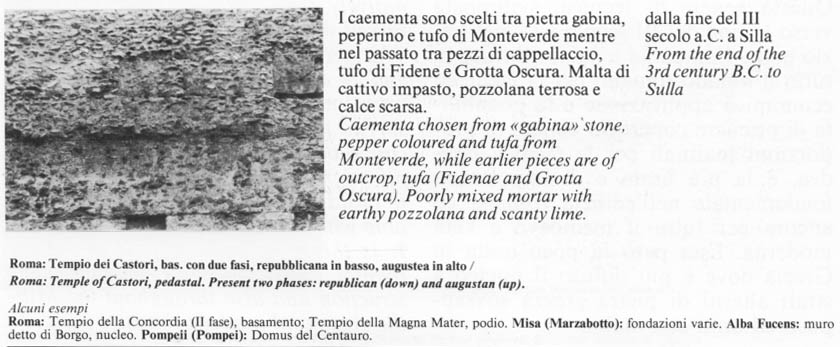 I caementa sono scelti tra pietra gabina,
peperino e tufo di Monteverde mentre
nel passato tra pezzi di cappellaccio,
tufo di Fidene e Grotta Oscura. Malta di
cattivo impasto, pozzolana terrosa e
calce scarsa.
Caementa chosen from «gabina» stone,
pepper coloured and tufa from
Monteverde, while earlier pieces are of
outcrop, tufa (Fidenae and Grotta
Oscura). Poorly mixed mortar with
earthy pozzolana and scanty lime.
dalla fine del III
secolo a.C. a Silla
From the end of the
3rd century B.C. to
Sulla
Roma: Tempio dei Castori, bas. con due fasi, repubblicana in basso, augustea in alto /
Roma: Temple of Castori, pedastal. Present two phases: republican (down) and augustan (up).
Alcuni esempi
Roma: Tempio della Concordia (II fase), basamento; Tempio della Magna Mater, podio. Misa (Marzabotto): fondazioni varie. Alba Fucens: muro
detto di Borgo, nucleo. Pompeii (Pompei): Domus del Centauro.